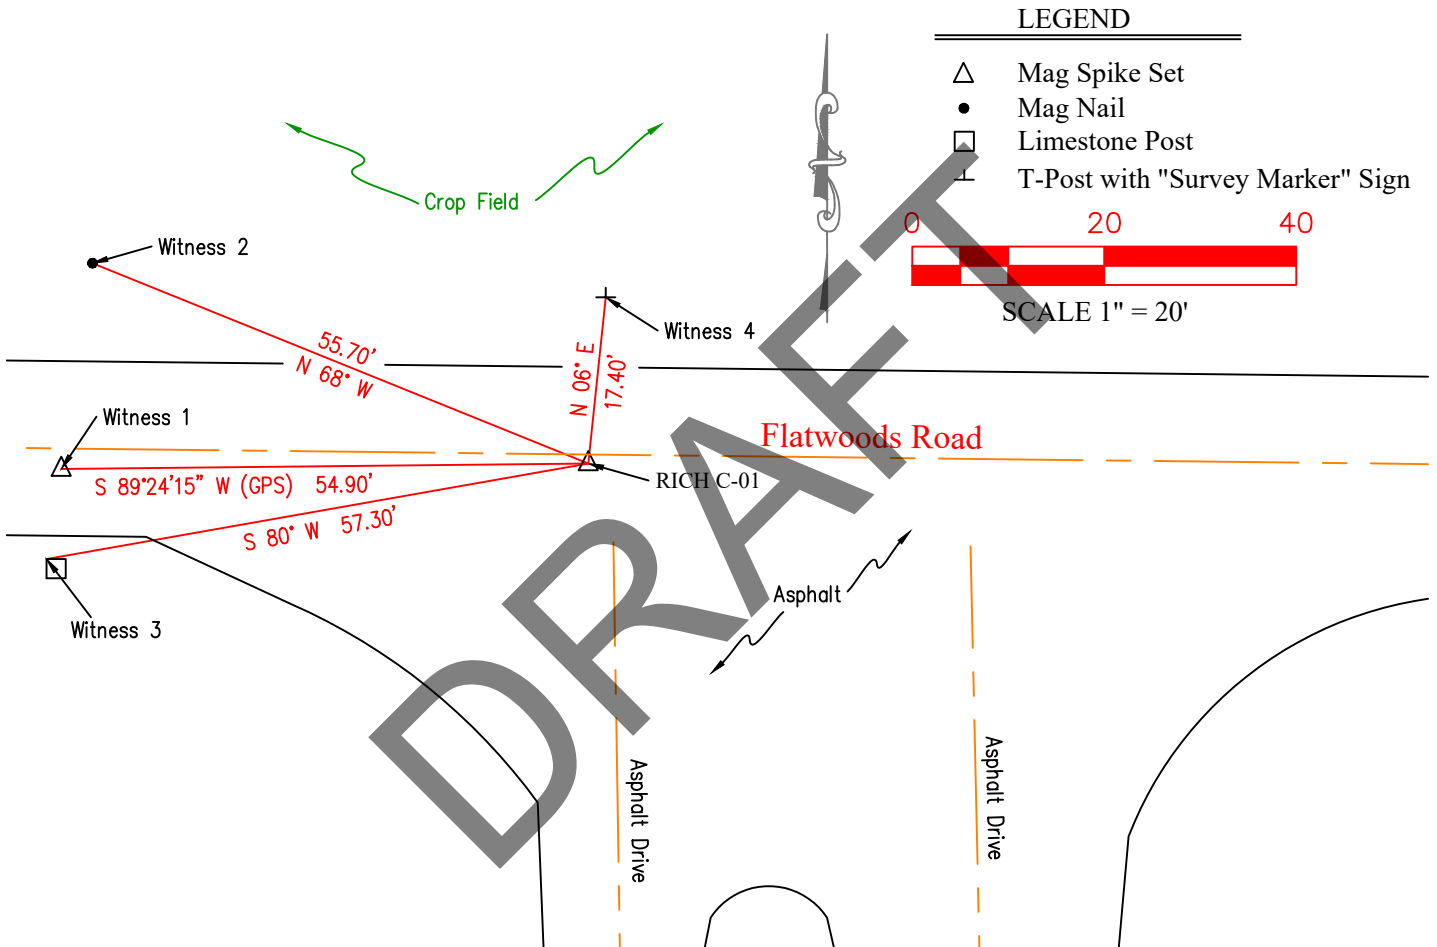 LEGEND
Mag Spike Set
Mag Nail
Limestone Post
T-Post with "Survey Marker" Sign
0 20 40
SCALE 1" = 20'
Crop Field
Witness 2
Witness 4
55.70'
N 68° W
N 06° E
17.40'
Witness 1
Flatwoods Road
S 89°24'15" W (GPS) 54.90'
RICH C-01
S 80° W 57.30'
Witness 3
Asphalt
Asphalt Drive
Asphalt Drive
DRAFT